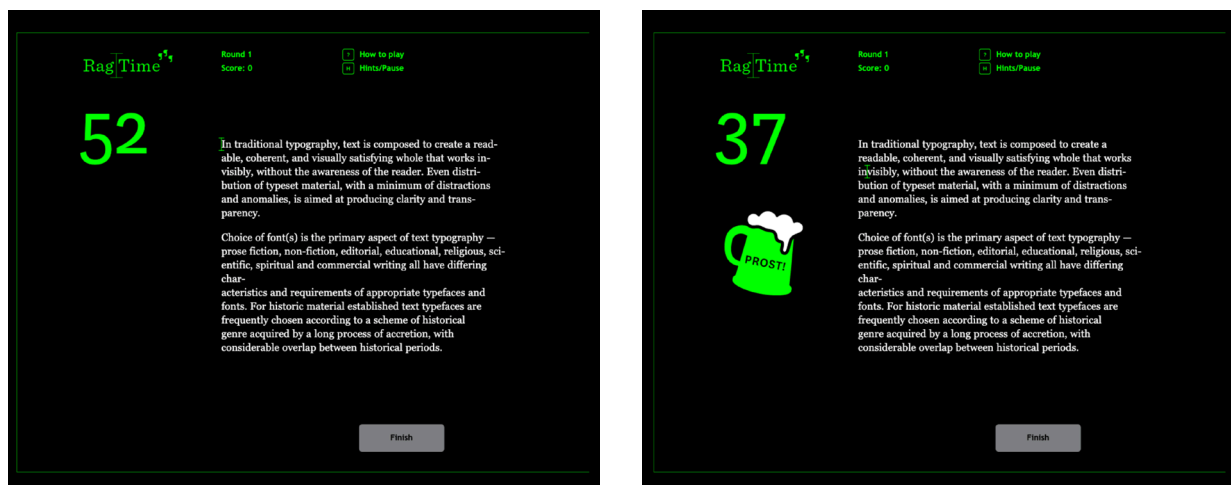 Rag Time
Round 1
Score: 0
? How to play
H Hints/Pause
52
In traditional typography, text is composed to create a read-
able, coherent, and visually satisfying whole that works in-
visibly, without the awareness of the reader. Even distri-
bution of typeset material, with a minimum of distractions
and anomalies, is aimed at producing clarity and trans-
parency.
Choice of font(s) is the primary aspect of text typography —
prose fiction, non-fiction, editorial, educational, religious, sci-
entific, spiritual and commercial writing all have differing
char-
acteristics and requirements of appropriate typefaces and
fonts. For historic material established text typefaces are
frequently chosen according to a scheme of historical
genre acquired by a long process of accretion, with
considerable overlap between historical periods.
Finish
Rag Time
Round 1
Score: 0
? How to play
H Hints/Pause
37
PROST!
In traditional typography, text is composed to create a
readable, coherent, and visually satisfying whole that works
invisibly, without the awareness of the reader. Even distri-
bution of typeset material, with a minimum of distractions
and anomalies, is aimed at producing clarity and trans-
parency.
Choice of font(s) is the primary aspect of text typography —
prose fiction, non-fiction, editorial, educational, religious, sci-
entific, spiritual and commercial writing all have differing
char-
acteristics and requirements of appropriate typefaces and
fonts. For historic material established text typefaces are
frequently chosen according to a scheme of historical
genre acquired by a long process of accretion, with
considerable overlap between historical periods.
Finish